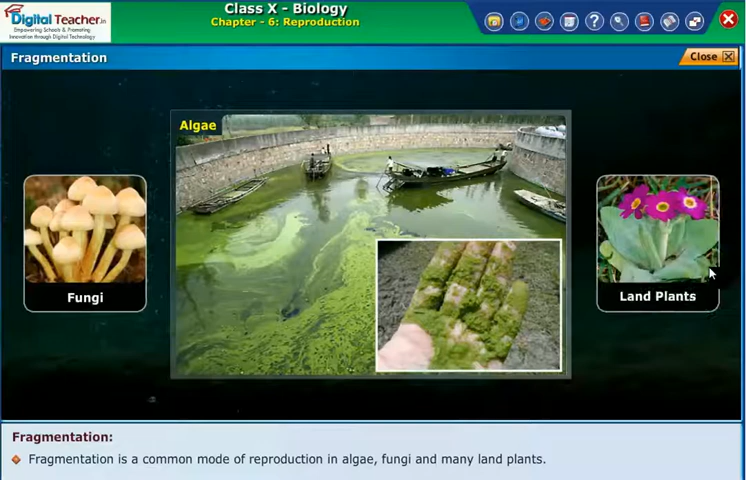 Digital Teacher.in
Empowering Schools & Promoting
Innovation through Digital Technology
Class X - Biology
Chapter - 6: Reproduction
Fragmentation
Close
Algae
Fungi
Land Plants
Fragmentation:
Fragmentation is a common mode of reproduction in algae, fungi and many land plants.